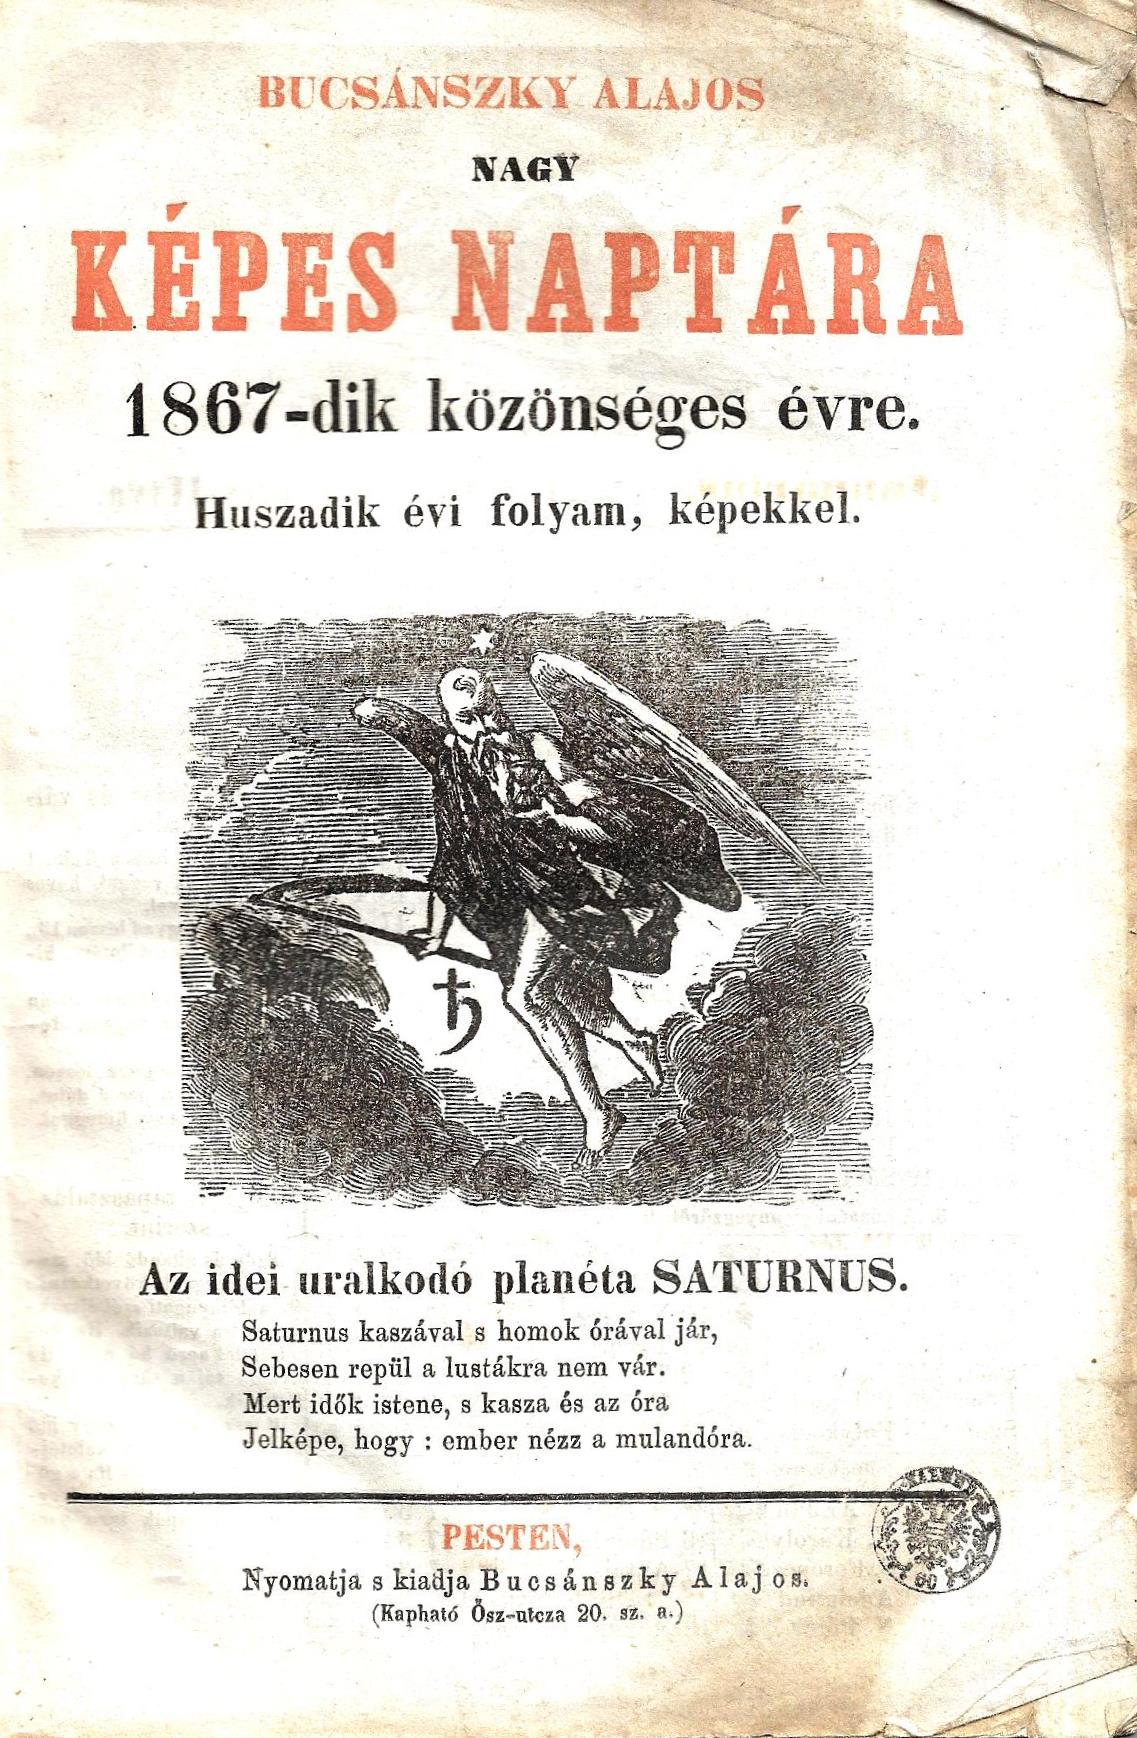 BUCSÁNSZKY ALAJOS
NAGY
KÉPES NAPTÁRA
1867-dik közönséges évre.
Huszadik évi folyam, képekkel.
♄
Az idei uralkodó planéta SATURNUS.
Saturnus kaszával s homok órával jár,
Sebesen repül a lustákra nem vár.
Mert idők istene, s kasza és az óra
Jelképe, hogy : ember nézz a mulandóra.
PESTEN,
Nyomatja s kiadja Bucsánszky Alajos.
(Kapható Ősz-utcza 20. sz. a.)